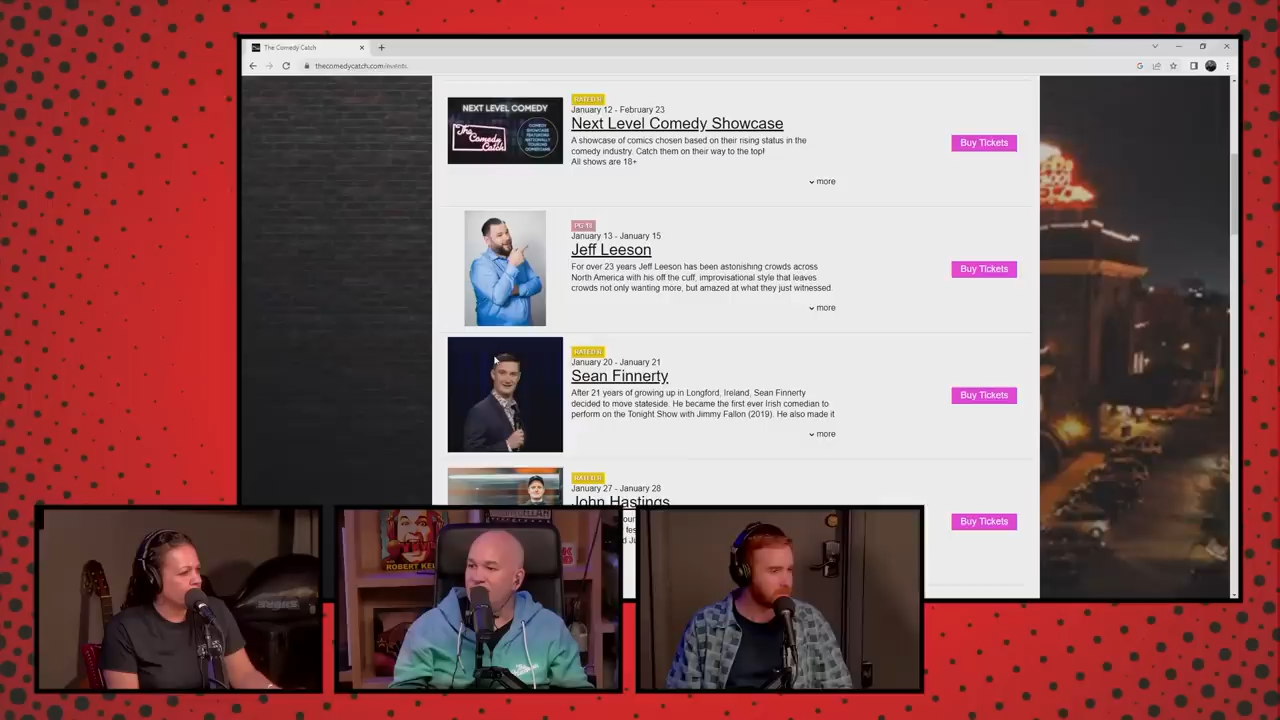 The Comedy Catch
thecomedycatch.com/events
NEXT LEVEL COMEDY
The Comedy Catch
RATED R
January 12 - February 23
Next Level Comedy Showcase
A showcase of comics chosen based on their rising status in the
comedy industry. Catch them on their way to the top!
All shows are 18+
more
Buy Tickets
PG-13
January 13 - January 15
Jeff Leeson
For over 23 years Jeff Leeson has been astonishing crowds across
North America with his off the cuff, improvisational style that leaves
crowds not only wanting more, but amazed at what they just witnessed
more
Buy Tickets
RATED R
January 20 - January 21
Sean Finnerty
After 21 years of growing up in Longford, Ireland, Sean Finnerty
decided to move stateside. He became the first ever Irish comedian to
perform on the Tonight Show with Jimmy Fallon (2019). He also made it
more
Buy Tickets
RATED R
January 27 - January 28
John Hastings
Buy Tickets
ROBERT KEL